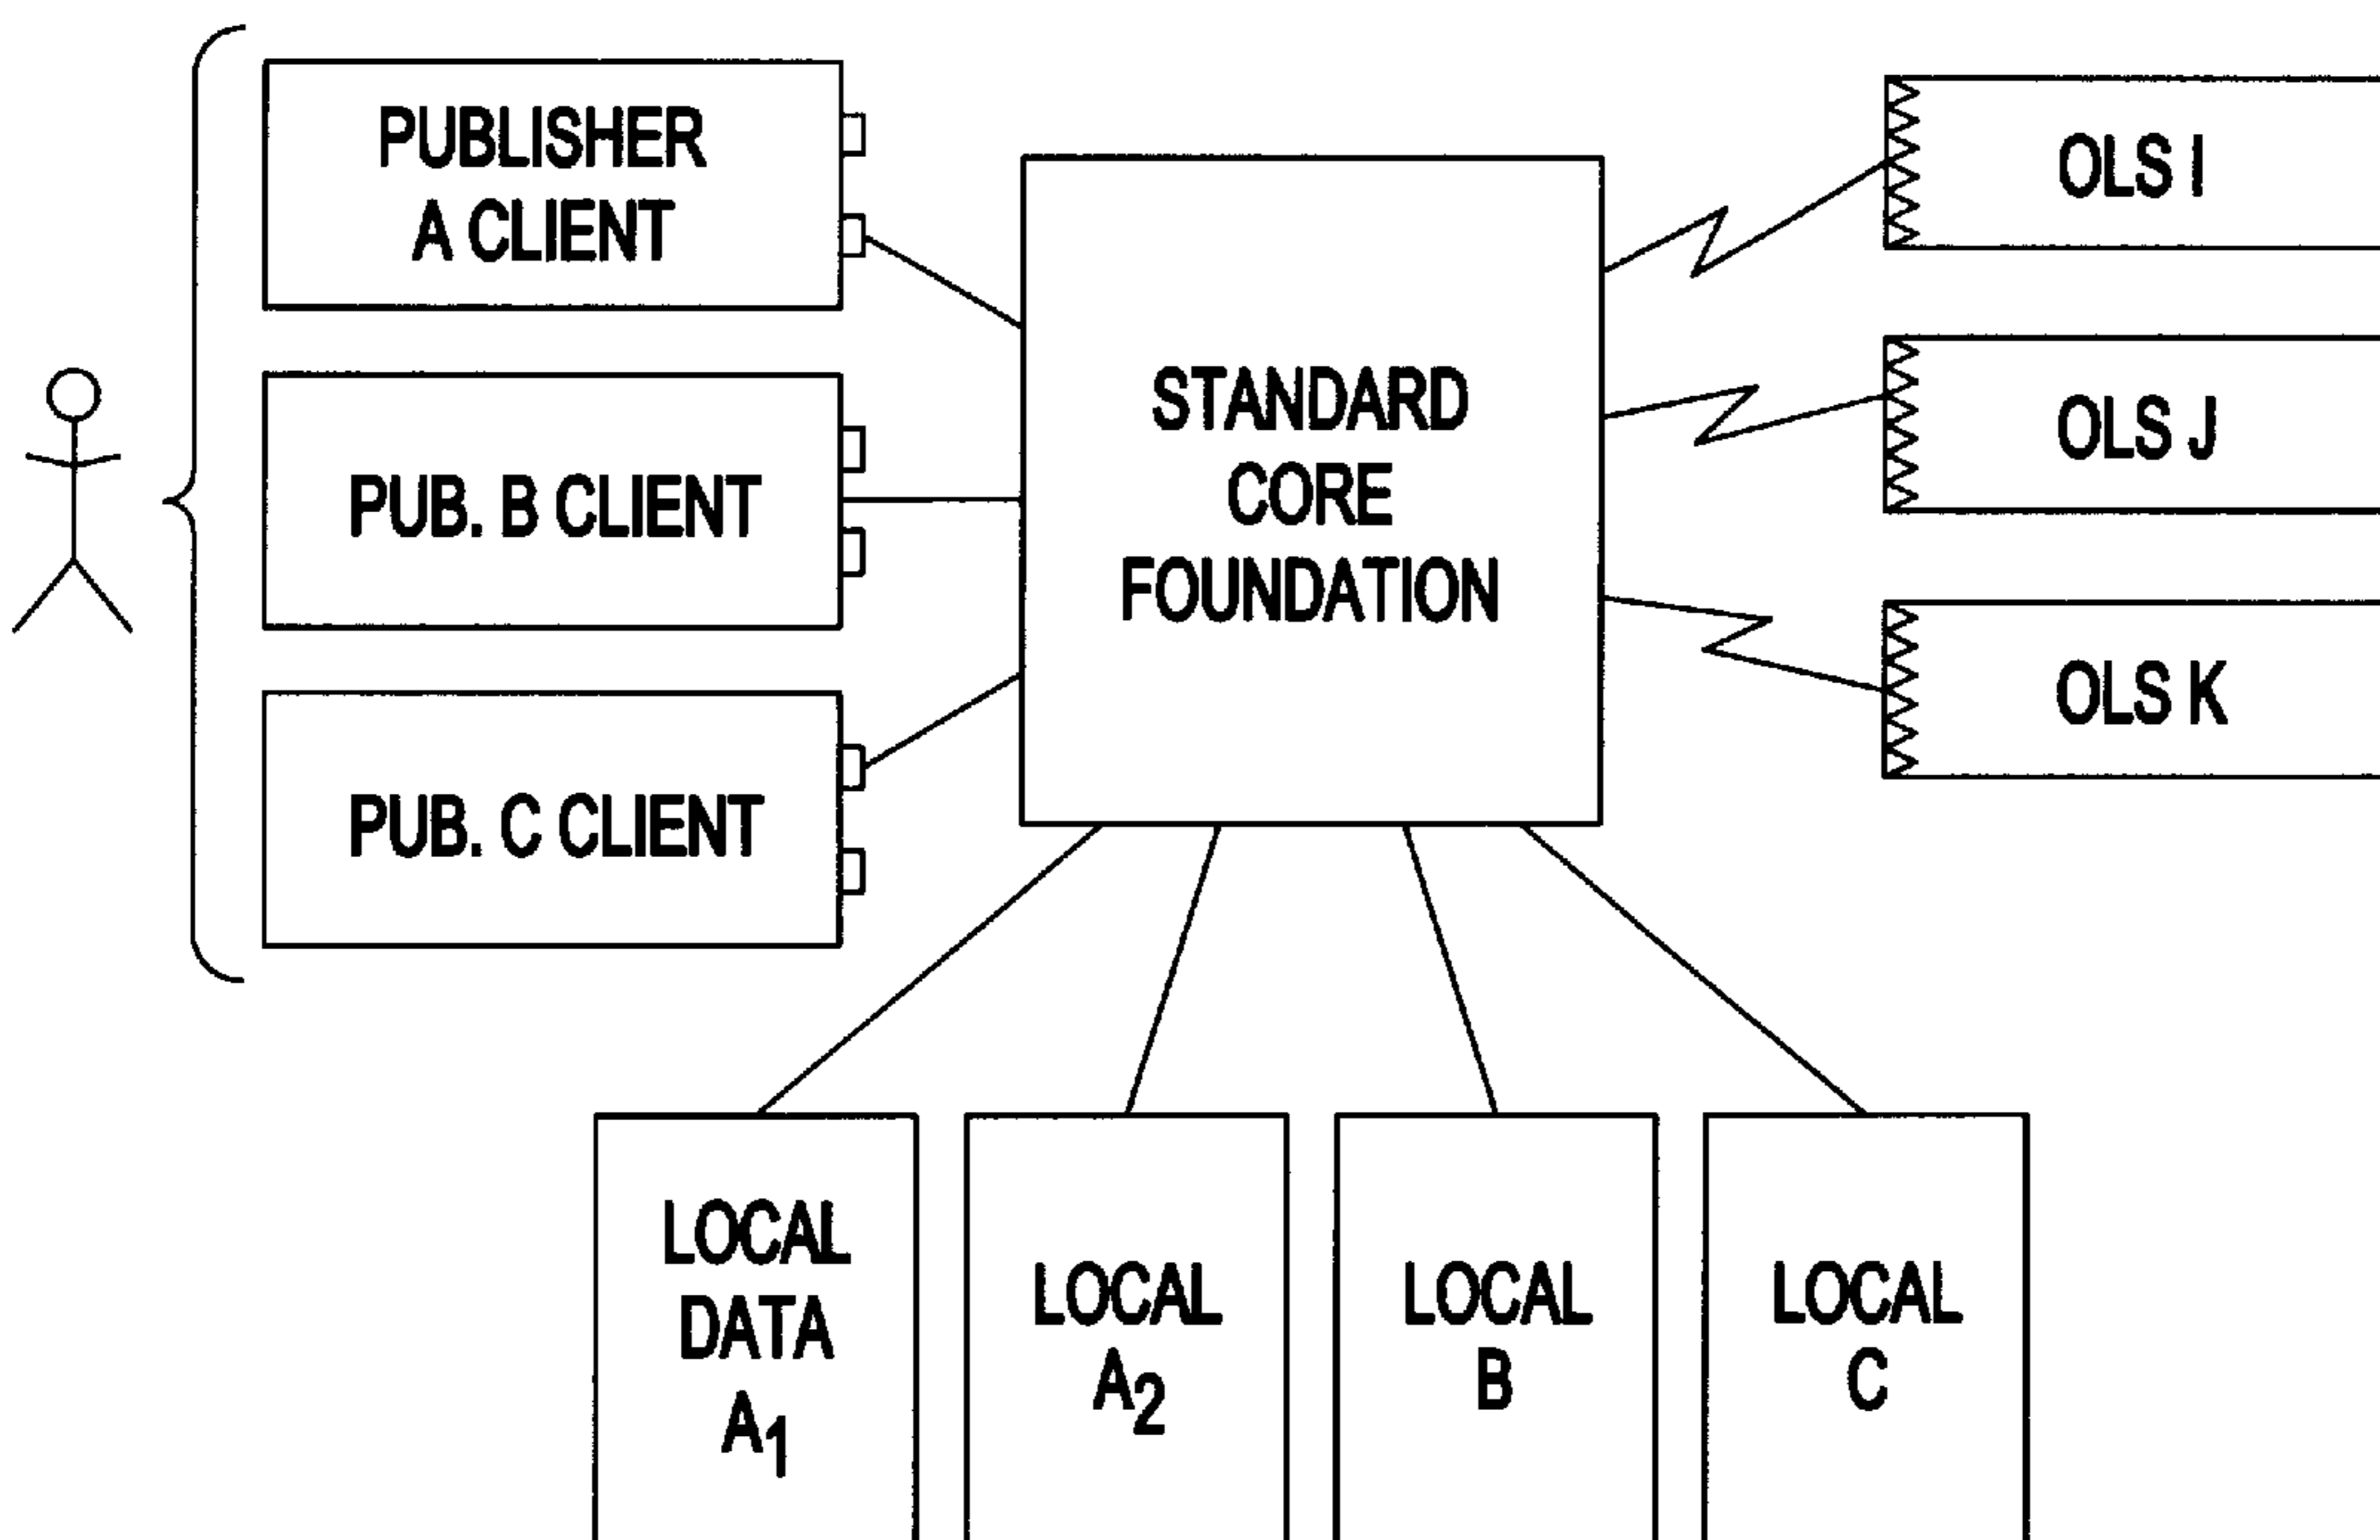 PUBLISHER
A CLIENT
PUB. B CLIENT
PUB. C CLIENT
STANDARD
CORE
FOUNDATION
OLS I
OLS J
OLS K
LOCAL
DATA
A1
LOCAL
A2
LOCAL
B
LOCAL
C